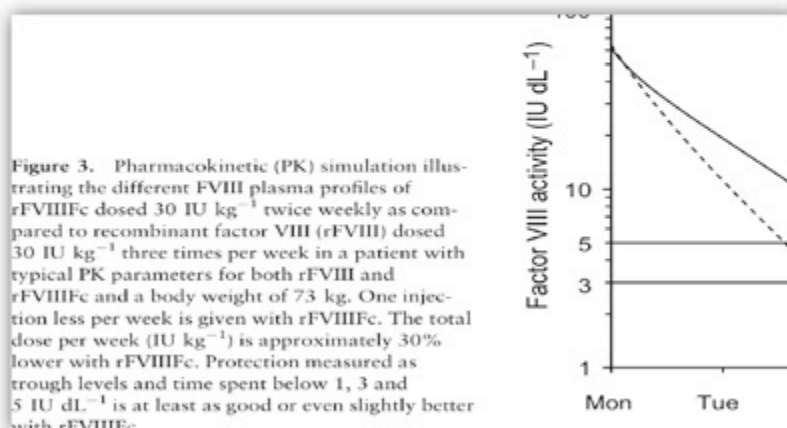 Figure 3. Pharmacokinetic (PK) simulation illus-
trating the different FVIII plasma profiles of
rFVIIIFc dosed 30 IU kg⁻¹ twice weekly as com-
pared to recombinant factor VIII (rFVIII) dosed
30 IU kg⁻¹ three times per week in a patient with
typical PK parameters for both rFVIII and
rFVIIIFc and a body weight of 73 kg. One injec-
tion less per week is given with rFVIIIFc. The total
dose per week (IU kg⁻¹) is approximately 30%
lower with rFVIIIFc. Protection measured as
trough levels and time spent below 1, 3 and
5 IU dL⁻¹ is at least as good or even slightly better
with rFVIIIFc
Factor VIII activity (IU dL⁻¹)
100
10
5
3
1
Mon Tue